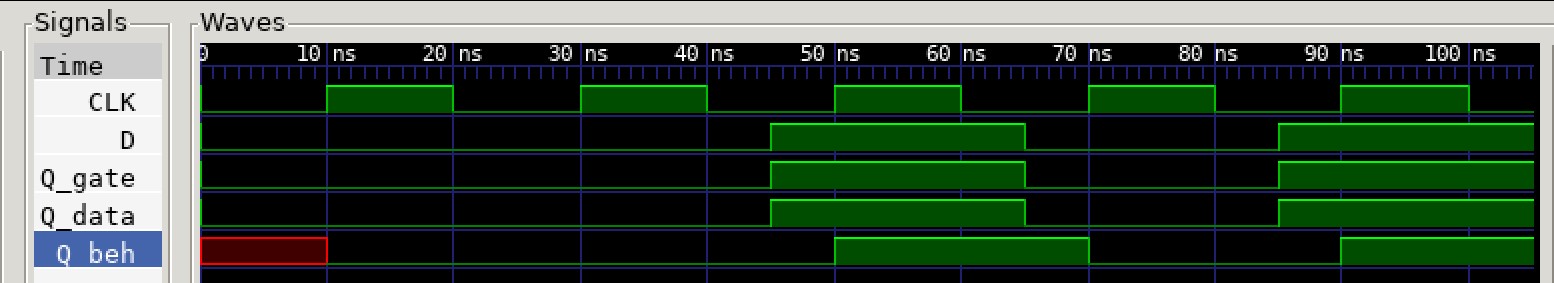 Signals
Waves
Time
0 10 ns 20 ns 30 ns 40 ns 50 ns 60 ns 70 ns 80 ns 90 ns 100 ns
CLK
D
Q_gate
Q_data
Q_beh